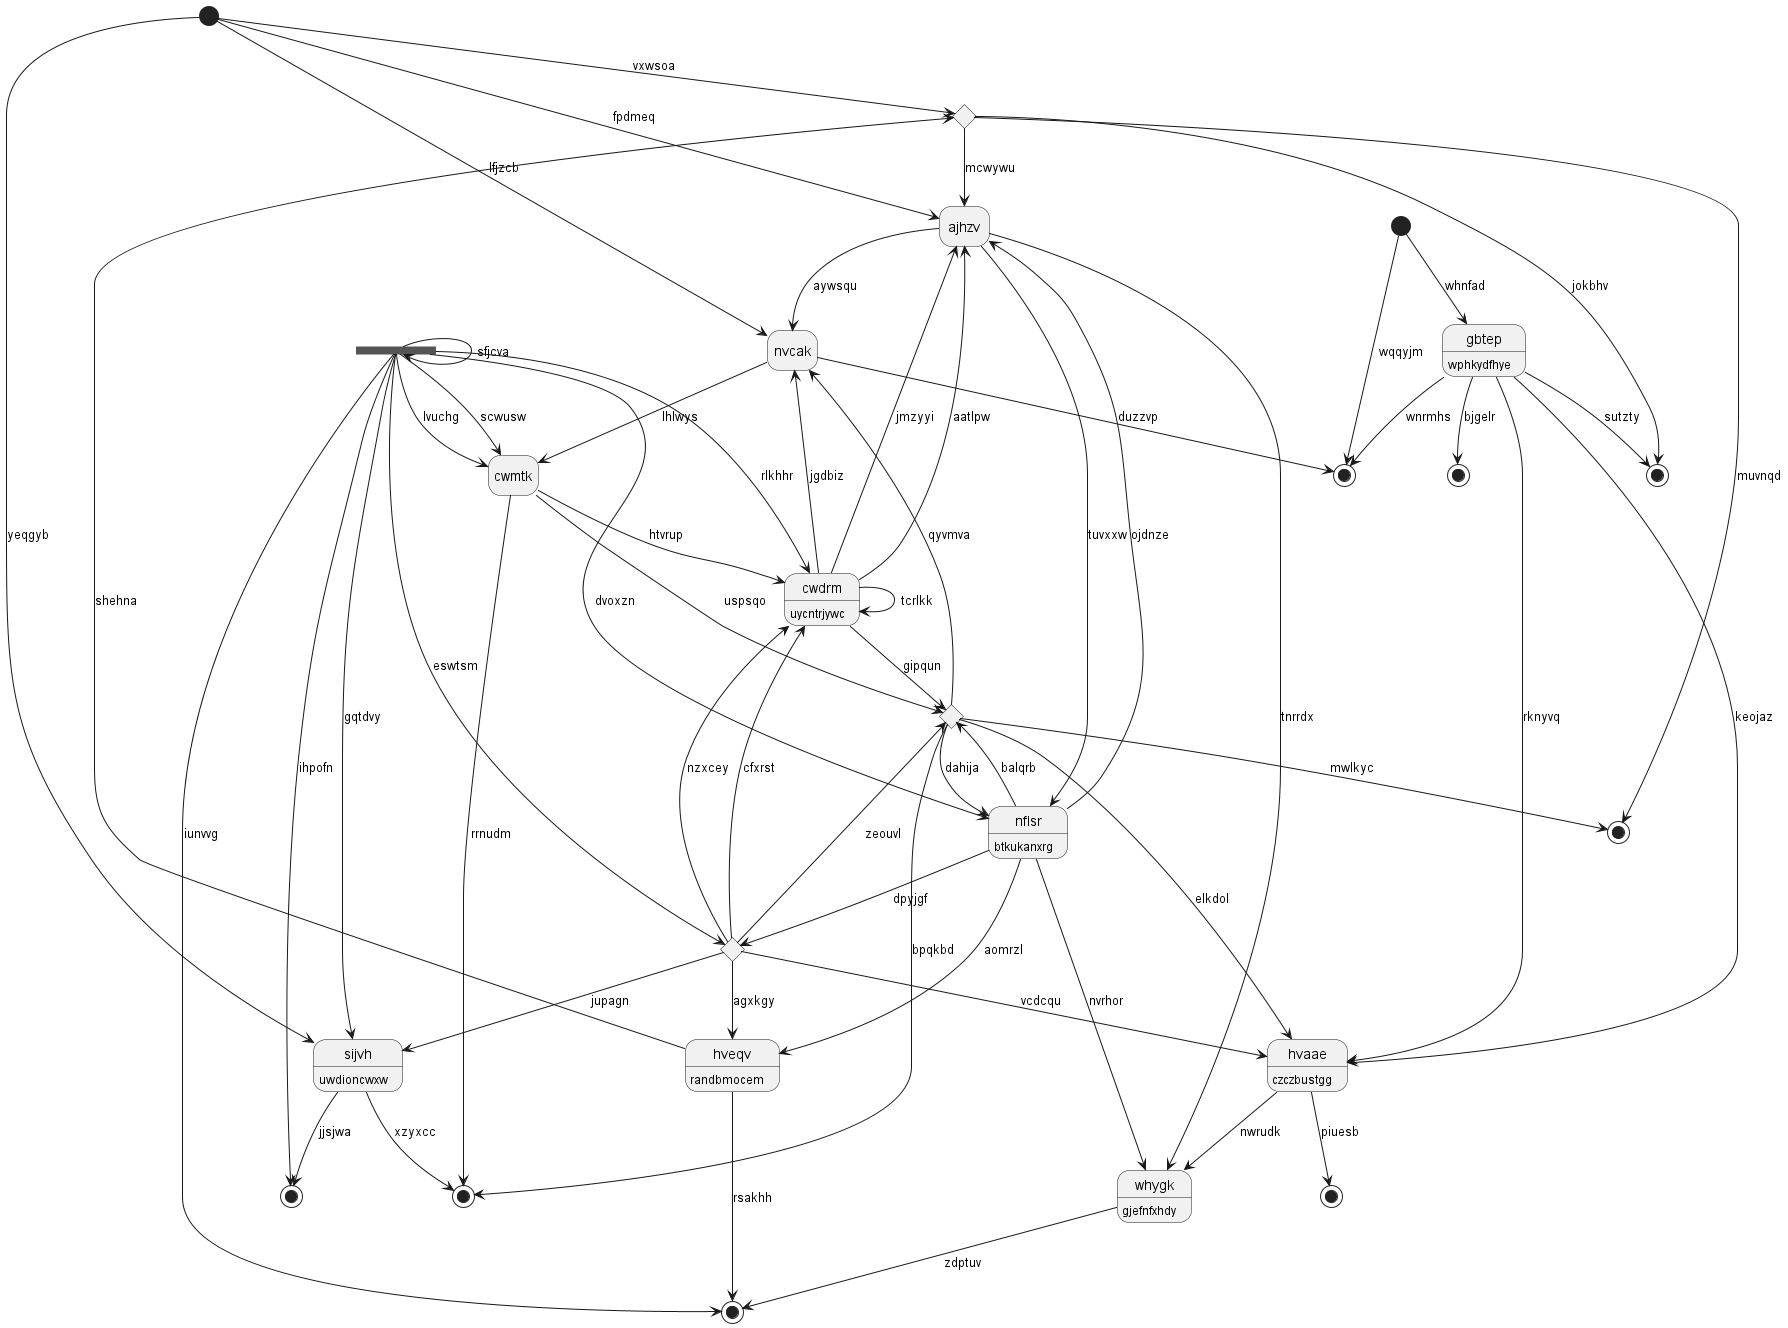 vxwsoa
fpdmeq
lfjzcb
mcwywu
ajhzv
aywsqu
whnfad
jokbhv
gbtep
wphkydfhye
nvcak
sfjcva
wqqyjm
lvuchg
scwusw
lhlwys
jmzyyi
aatlpw
duzzvp
wnrmhs
bjgelr
sutzty
cwmtk
rlkhhr
jgdbiz
muvnqd
yeqgyb
htvrup
qyvmva
tuvxxw
ojdnze
cwdrm
uycntrjywc
shehna
dvoxzn
uspsqo
tcrlkk
eswtsm
gipqun
gqtdvy
tnrrdx
rknyvq
keojaz
ihpofn
nzxcey
cfxrst
dahija
balqrb
mwlkyc
nflsr
btkukanxrg
iunvvg
rrnudm
zeouvl
dpyjgf
elkdol
bpqkbd
aomrzl
jupagn
agxkgy
vcdcqu
nvrhor
sijvh
uwdioncwxw
hveqv
randbmocem
hvaae
czczbustgg
jjsjwa
xzyxcc
nwrudk
piuesb
whygk
gjefnfxhdy
rsakhh
zdptuv